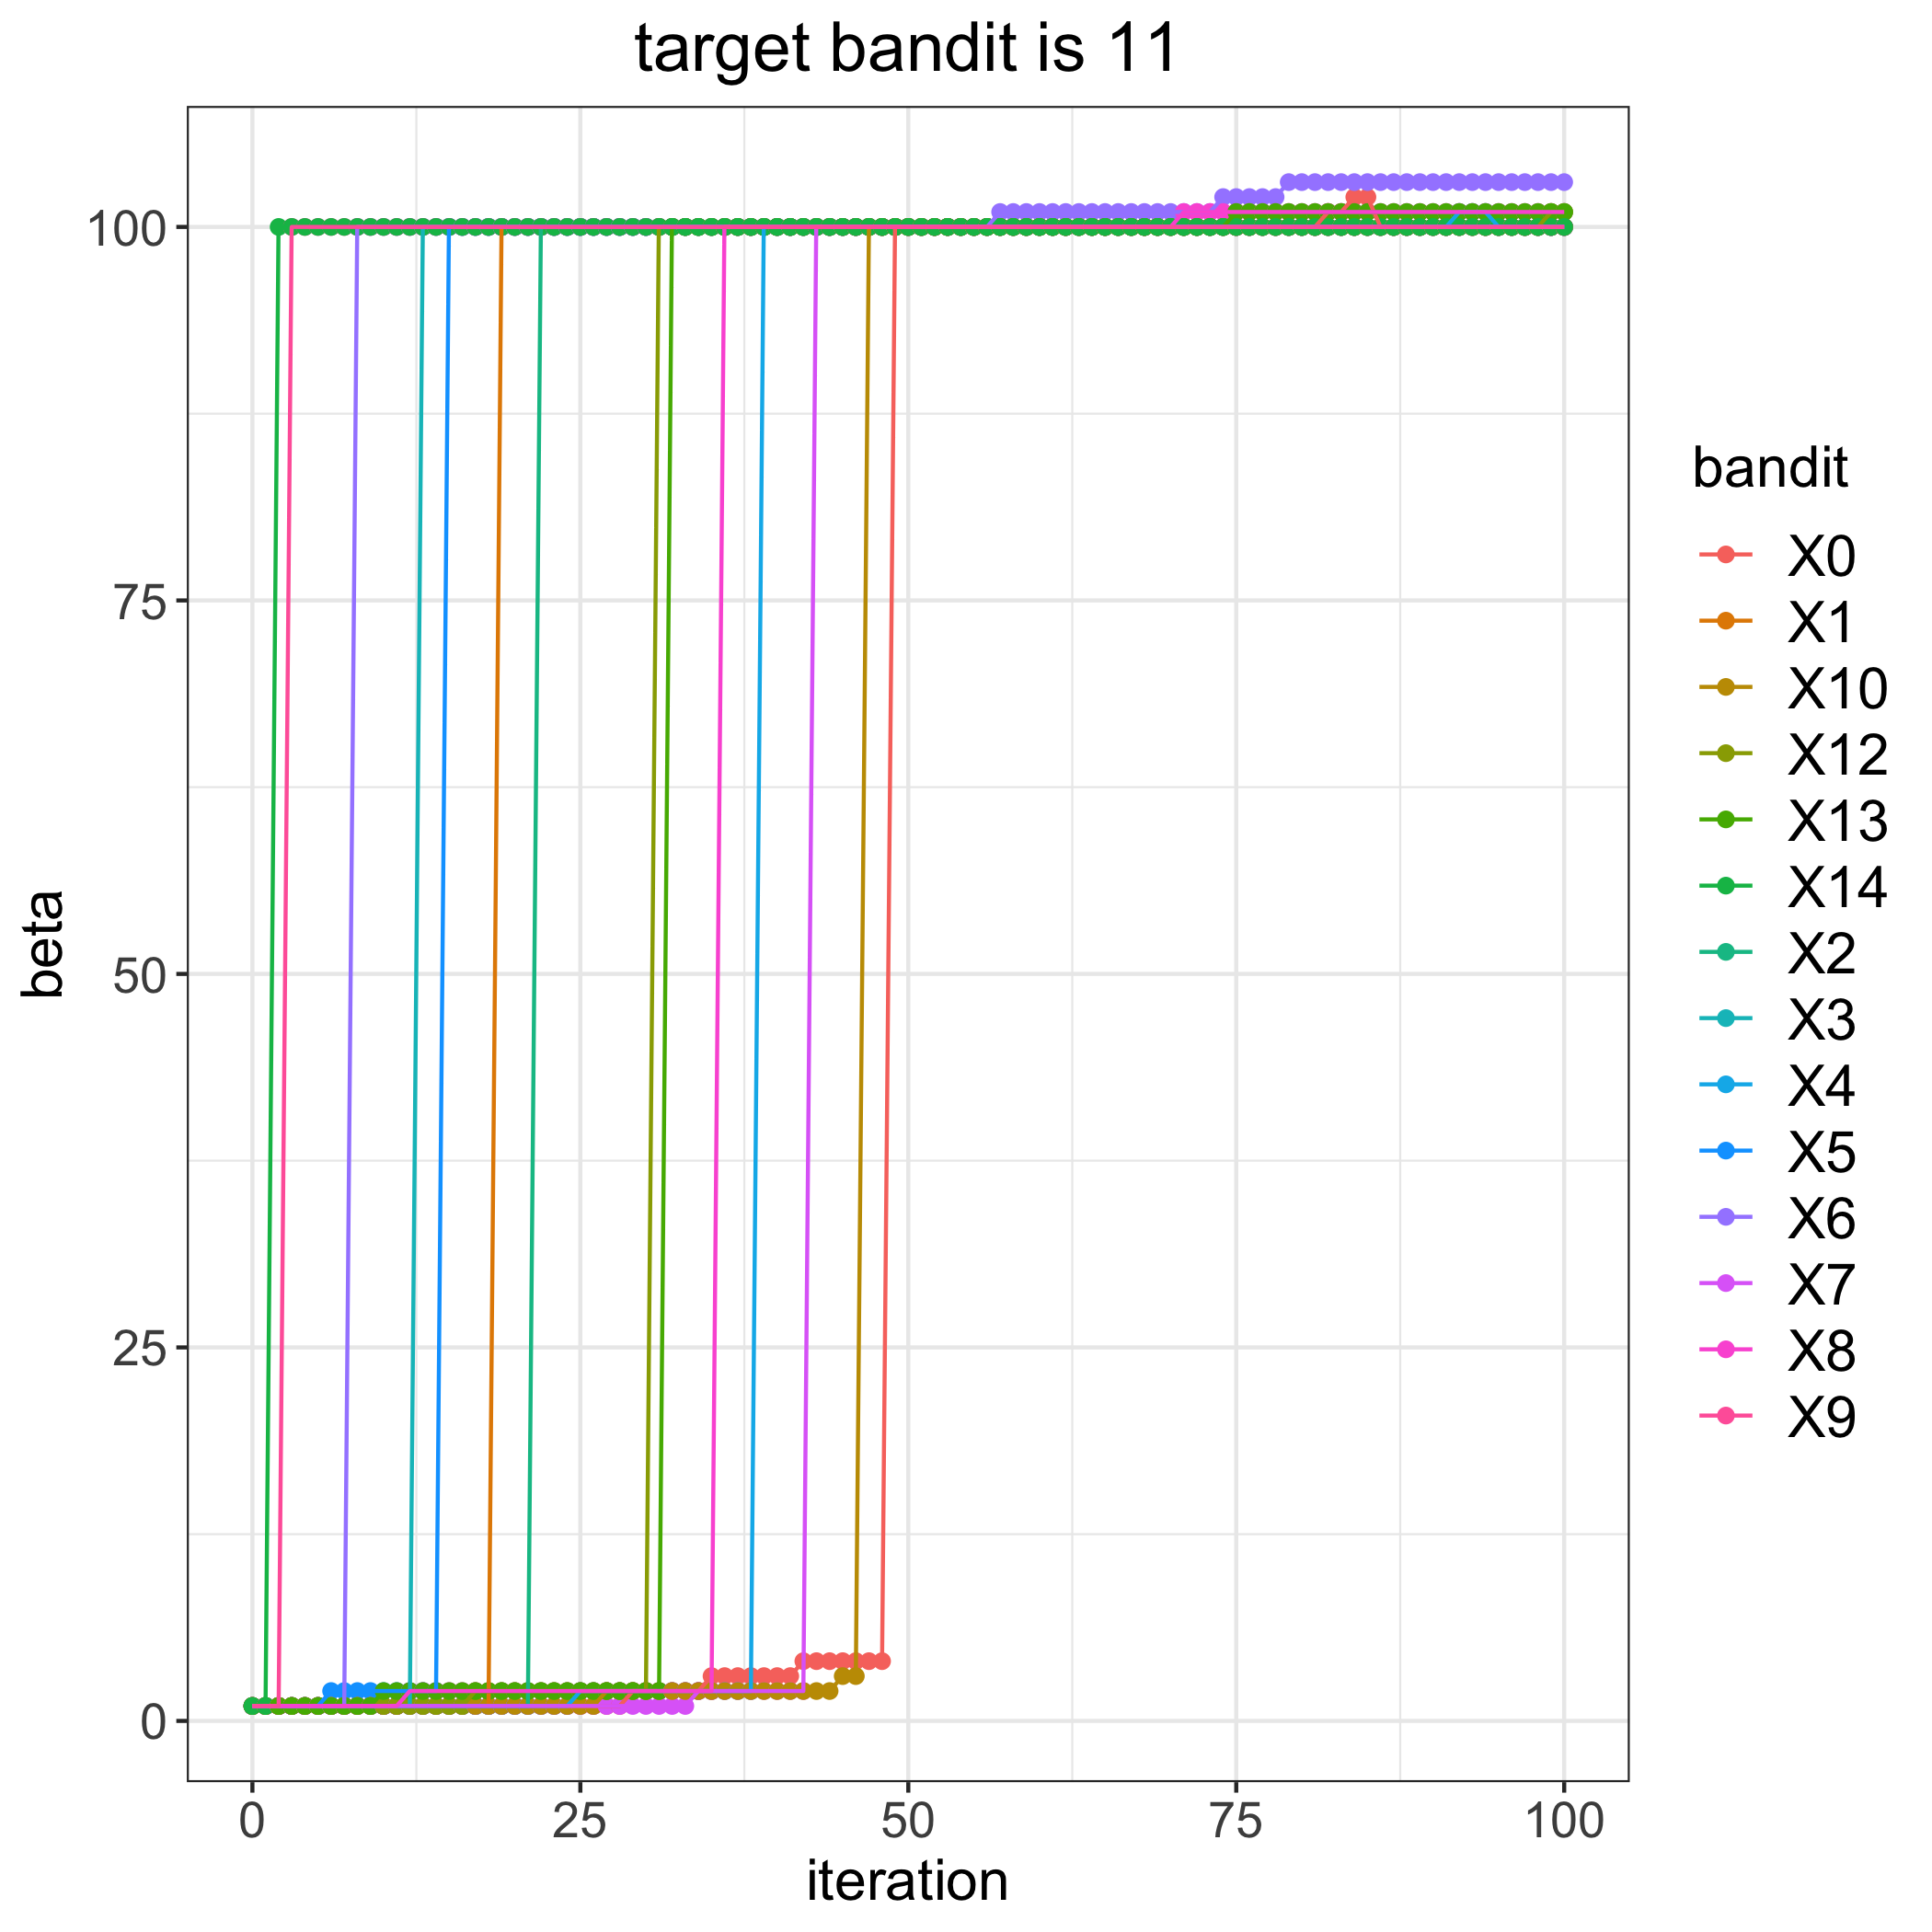 target bandit is 11
100
75
50
25
0
beta
0 25 50 75 100
iteration
bandit
X0
X1
X10
X12
X13
X14
X2
X3
X4
X5
X6
X7
X8
X9